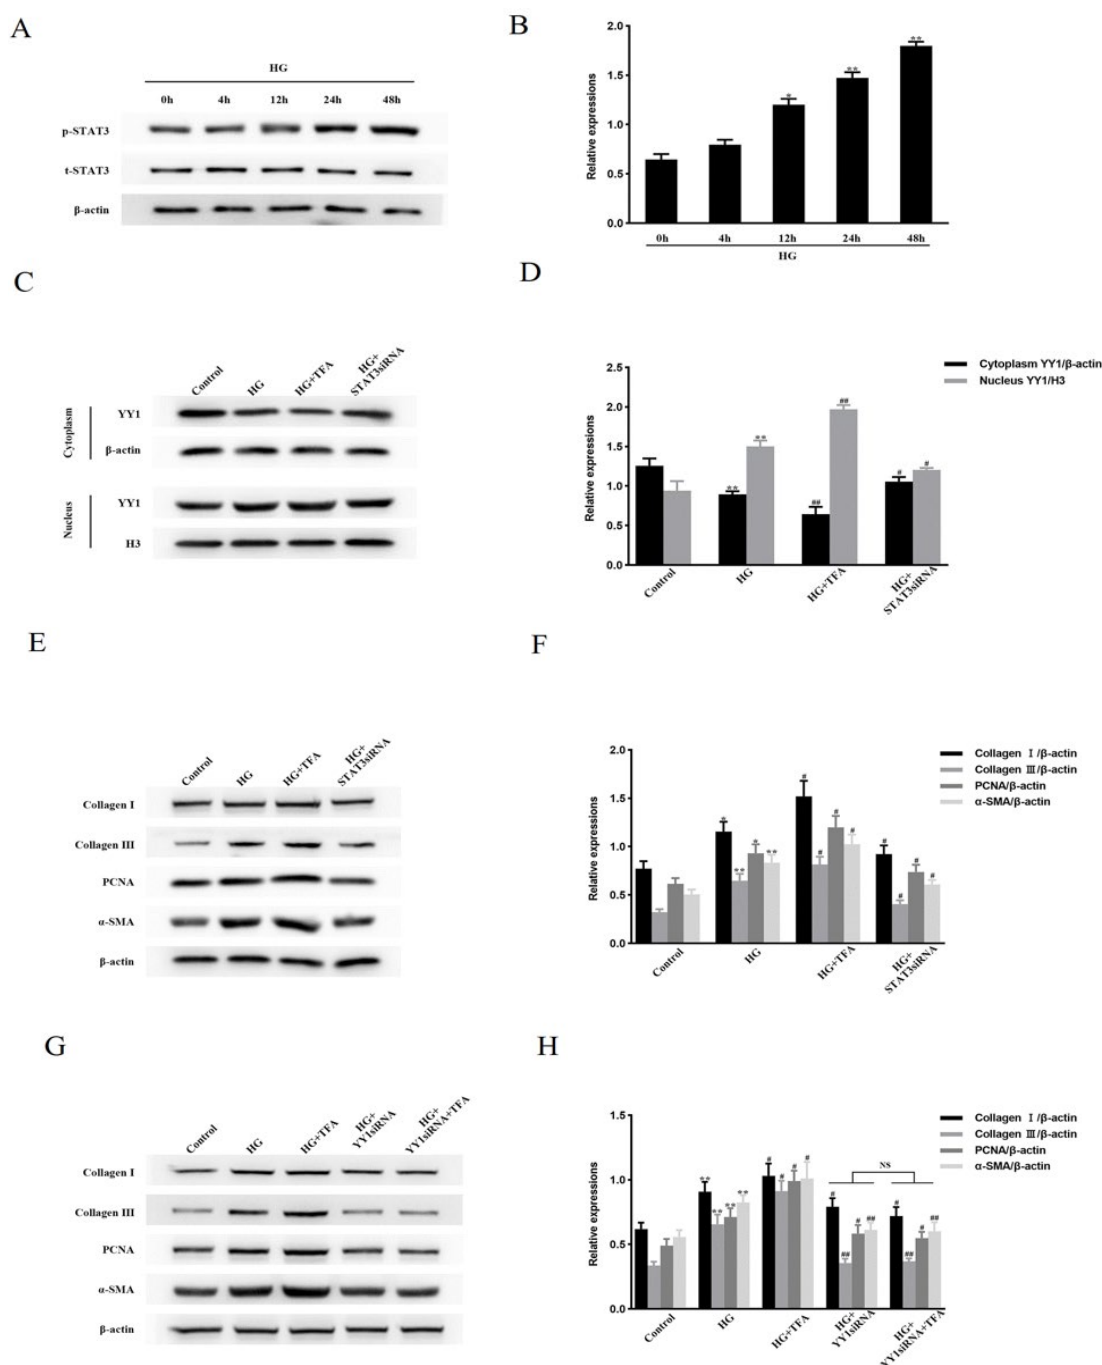 A
HG
0h 4h 12h 24h 48h
p-STAT3
t-STAT3
β-actin
B
Relative expressions
2.0
1.5
1.0
0.5
0.0
* ** **
0h 4h 12h 24h 48h
HG
C
Control HG HG+TFA HG+
STAT3siRNA
Cytoplasm
YY1
β-actin
Nucleus
YY1
H3
D
Relative expressions
2.5
2.0
1.5
1.0
0.5
0.0
** ** ## ## # #
Cytoplasm YY1/β-actin
Nucleus YY1/H3
Control HG HG+TFA HG+
STAT3siRNA
E
Control HG HG+TFA HG+
STAT3siRNA
Collagen I
Collagen III
PCNA
α-SMA
β-actin
F
Relative expressions
2.0
1.5
1.0
0.5
0.0
* ** * ** # # # # # # # #
Collagen Ⅰ/β-actin
Collagen Ⅲ/β-actin
PCNA/β-actin
α-SMA/β-actin
Control HG HG+TFA HG+
STAT3siRNA
G
Control HG HG+TFA HG+
YY1siRNA HG+
YY1siRNA+TFA
Collagen I
Collagen III
PCNA
α-SMA
β-actin
H
Relative expressions
1.5
1.0
0.5
0.0
** ** ** ** # # # # # ## # ## # ## # ##
NS
Collagen Ⅰ/β-actin
Collagen Ⅲ/β-actin
PCNA/β-actin
α-SMA/β-actin
Control HG HG+TFA HG+
YY1siRNA HG+
YY1siRNA+TFA